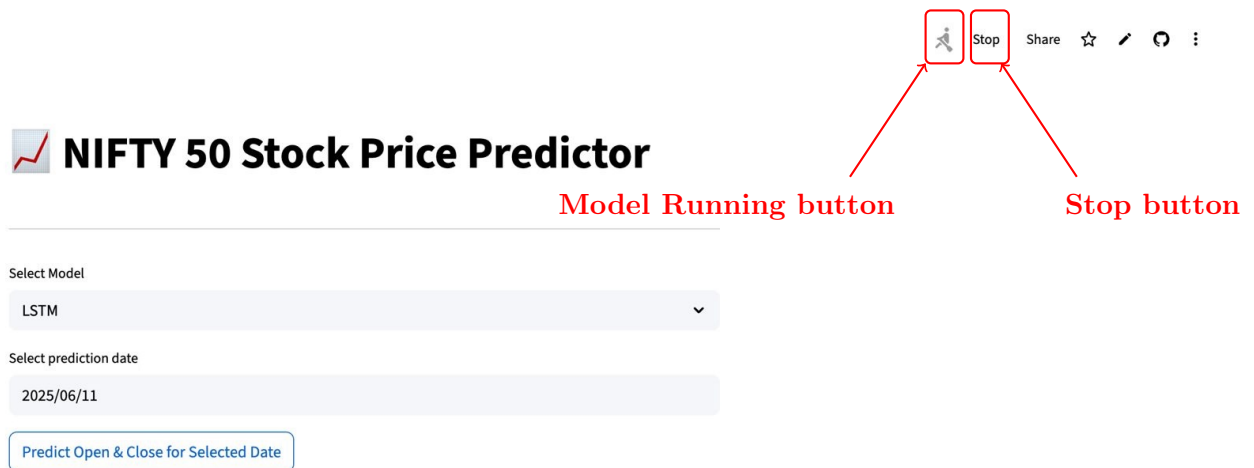 Stop Share
NIFTY 50 Stock Price Predictor
Model Running button Stop button
Select Model
LSTM
Select prediction date
2025/06/11
Predict Open & Close for Selected Date